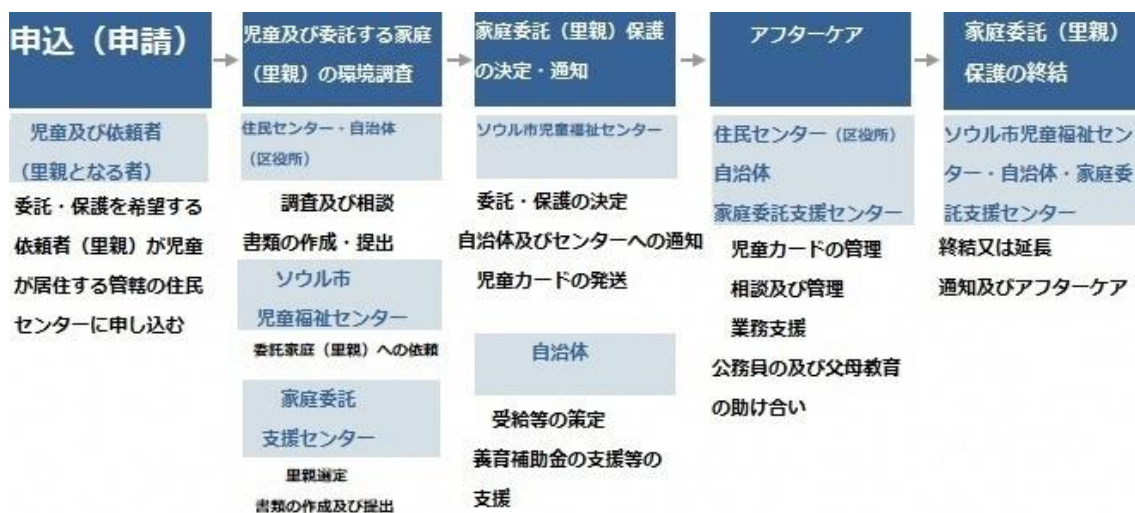 申込（申請）
児童及び依頼者
（里親となる者）
委託・保護を希望する
依頼者（里親）が児童
が居住する管轄の住民
センターに申し込む
児童及び委託する家庭
（里親）の環境調査
住民センター・自治体
（区役所）
調査及び相談
書類の作成・提出
ソウル市
児童福祉センター
委託家庭（里親）への依頼
家庭委託
支援センター
里親選定
書類の作成及び提出
家庭委託（里親）保護
の決定・通知
ソウル市児童福祉センター
委託・保護の決定
自治体及びセンターへの通知
児童カードの発送
自治体
受給等の策定
義育補助金の支援等の
支援
アフターケア
住民センター（区役所）
自治体
家庭委託支援センター
児童カードの管理
相談及び管理
業務支援
公務員の及び父母教育
の助け合い
家庭委託（里親）
保護の終結
ソウル市児童福祉セン
ター・自治体・家庭委
託支援センター
終結又は延長
通知及びアフターケア